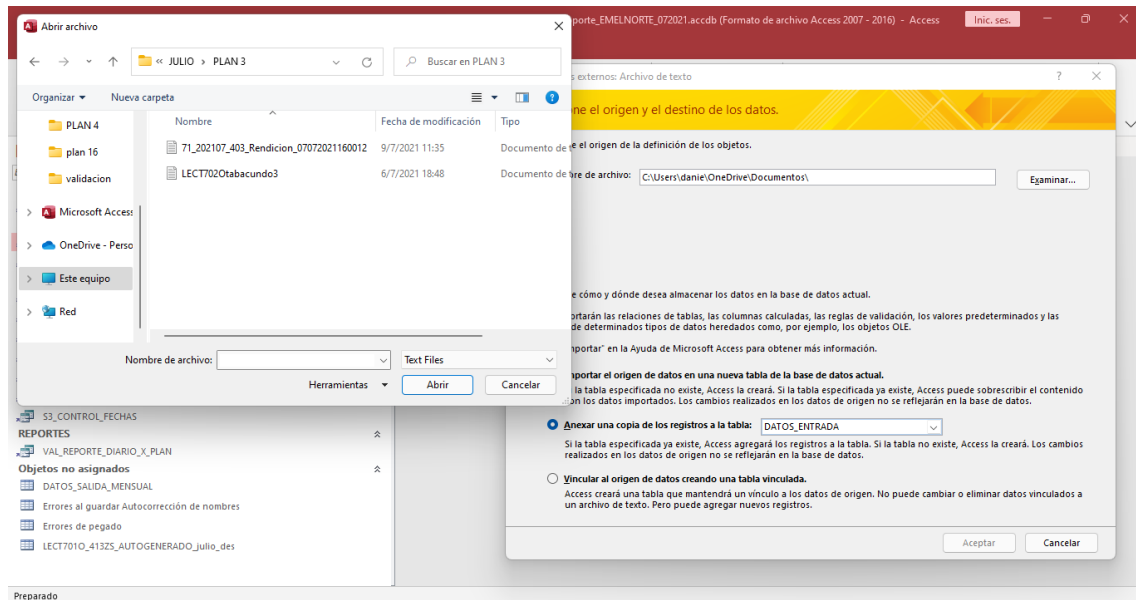 Abrir archivo
porte_EMELNORTE_072021.accdb (Formato de archivo Access 2007 - 2016) - Access
Inic. ses.
« JULIO > PLAN 3
Buscar en PLAN 3
Organizar
Nueva carpeta
PLAN 4
plan 16
validacion
Microsoft Access
OneDrive - Perso
Este equipo
Red
Nombre
Fecha de modificación
Tipo
71_202107_403_Rendicion_07072021160012
9/7/2021 11:35
Documento de t
LECT702Otabacundo3
6/7/2021 18:48
Documento de
Nombre de archivo:
Text Files
Herramientas
Abrir
Cancelar
s externos: Archivo de texto
ne el origen y el destino de los datos.
e el origen de la definición de los objetos.
bre de archivo:
C:\Users\danie\OneDrive\Documentos\
Examinar...
e cómo y dónde desea almacenar los datos en la base de datos actual.
ortarán las relaciones de tablas, las columnas calculadas, las reglas de validación, los valores predeterminados y las
de determinados tipos de datos heredados como, por ejemplo, los objetos OLE.
mportar" en la Ayuda de Microsoft Access para obtener más información.
mportar el origen de datos en una nueva tabla de la base de datos actual.
i la tabla especificada no existe, Access la creará. Si la tabla especificada ya existe, Access puede sobrescribir el contenido
on los datos importados. Los cambios realizados en los datos de origen no se reflejarán en la base de datos.
Anexar una copia de los registros a la tabla:
DATOS_ENTRADA
Si la tabla especificada ya existe, Access agregará los registros a la tabla. Si la tabla no existe, Access la creará. Los cambios
realizados en los datos de origen no se reflejarán en la base de datos.
Vincular al origen de datos creando una tabla vinculada.
Access creará una tabla que mantendrá un vínculo a los datos de origen. No puede cambiar o eliminar datos vinculados a
un archivo de texto. Pero puede agregar nuevos registros.
Aceptar
Cancelar
S3_CONTROL_FECHAS
REPORTES
VAL_REPORTE_DIARIO_X_PLAN
Objetos no asignados
DATOS_SALIDA_MENSUAL
Errores al guardar Autocorrección de nombres
Errores de pegado
LECT701O_413ZS_AUTOGENERADO_julio_des
Preparado